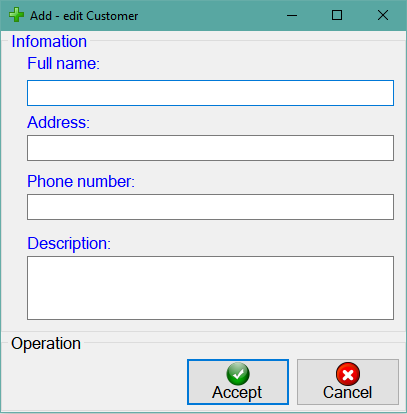 Add - edit Customer
Infomation
Full name:
Address:
Phone number:
Description:
Operation
Accept
Cancel